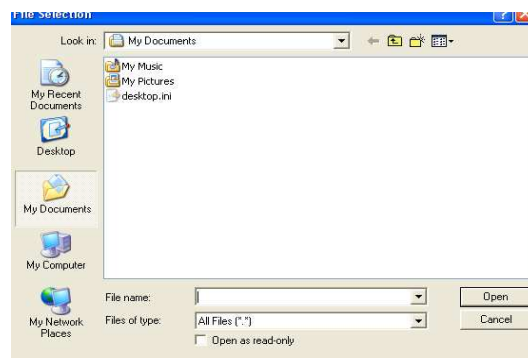 File Selection
Look in:
My Documents
My Recent
Documents
Desktop
My Documents
My Computer
My Network
Places
My Music
My Pictures
desktop.ini
File name:
Open
Files of type:
All Files (*.*)
Cancel
Open as read-only